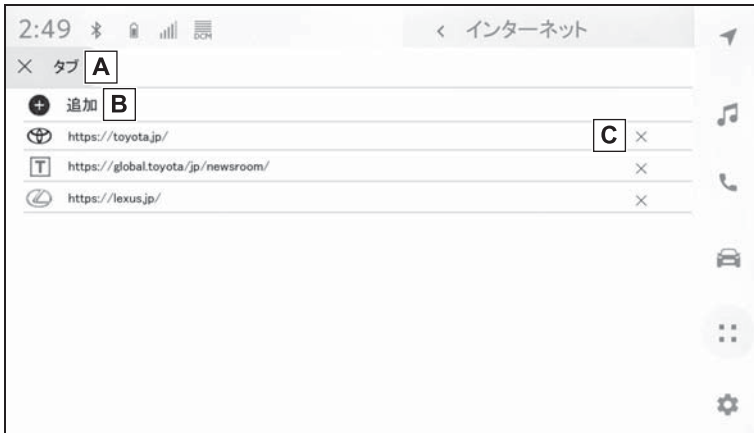 2:49 DCM < インターネット
× タブ A
追加 B
https://toyota.jp/ C ×
T https://global.toyota/jp/newsroom/ ×
https://lexus.jp/ ×